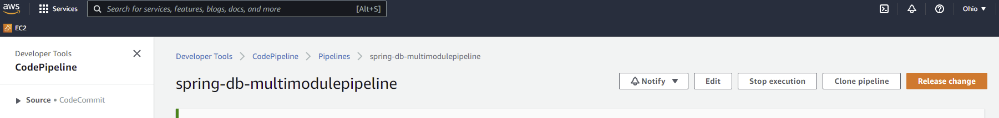 aws
Services
Search for services, features, blogs, docs, and more [Alt+S]
Ohio
EC2
Developer Tools
CodePipeline
Source • CodeCommit
Developer Tools CodePipeline Pipelines spring-db-multimodulepipeline
spring-db-multimodulepipeline
Notify Edit Stop execution Clone pipeline Release change